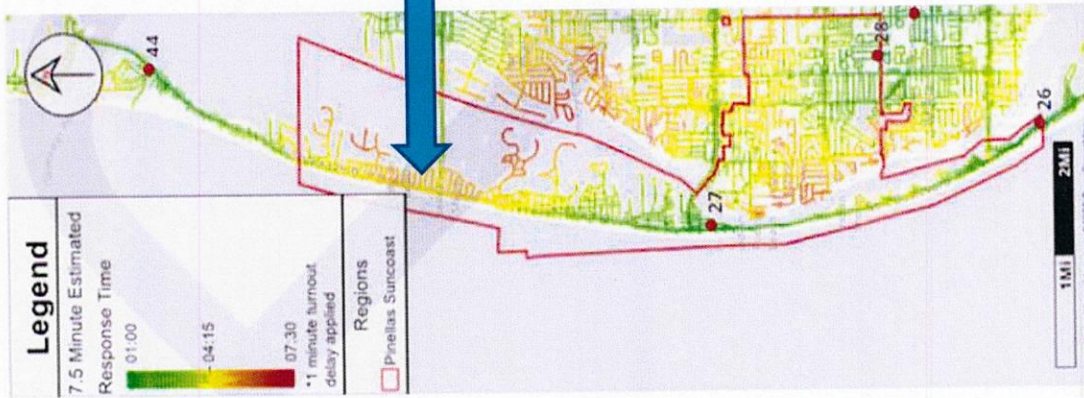 Legend
7.5 Minute Estimated
Response Time
01:00
04:15
07:30
*1 minute turnout
delay applied
Regions
Pinellas Suncoast
44
28
27
26
1Mi
2Mi